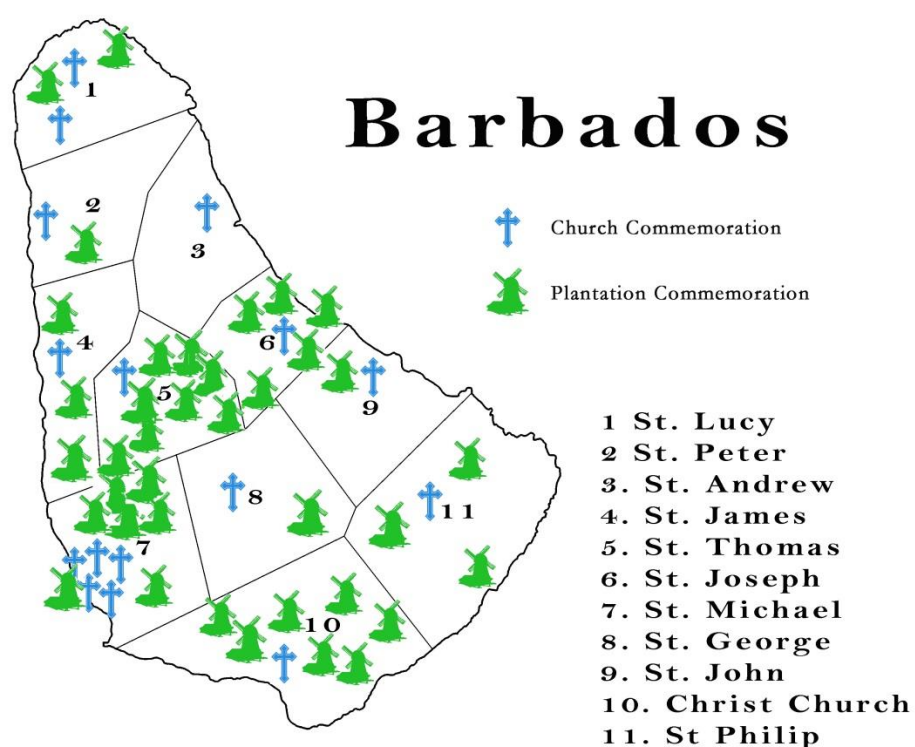 Barbados
Church Commemoration
Plantation Commemoration
1
2
3
4
5
6
7
8
9
10
11
1 St. Lucy
2 St. Peter
3. St. Andrew
4. St. James
5. St. Thomas
6. St. Joseph
7. St. Michael
8. St. George
9. St. John
10. Christ Church
11. St Philip